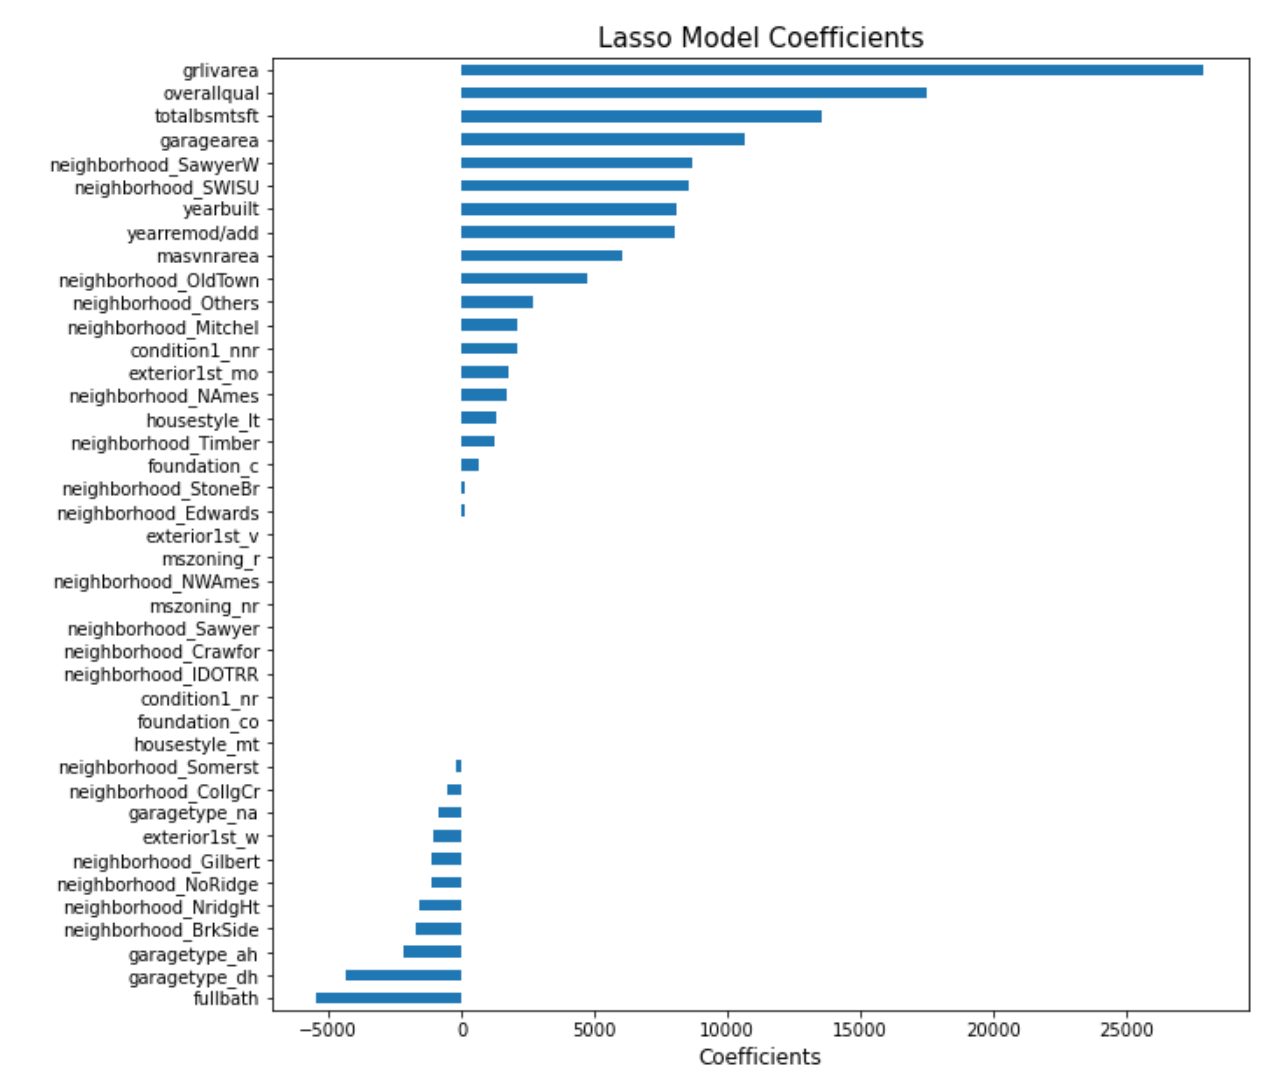 Lasso Model Coefficients
grlivarea
overallqual
totalbsmtsft
garagearea
neighborhood_SawyerW
neighborhood_SWISU
yearbuilt
yearremod/add
masvnrarea
neighborhood_OldTown
neighborhood_Others
neighborhood_Mitchel
condition1_nnr
exterior1st_mo
neighborhood_NAmes
housestyle_lt
neighborhood_Timber
foundation_c
neighborhood_StoneBr
neighborhood_Edwards
exterior1st_v
mszoning_r
neighborhood_NWAmes
mszoning_nr
neighborhood_Sawyer
neighborhood_Crawfor
neighborhood_IDOTRR
condition1_nr
foundation_co
housestyle_mt
neighborhood_Somerst
neighborhood_CollgCr
garagetype_na
exterior1st_w
neighborhood_Gilbert
neighborhood_NoRidge
neighborhood_NridgHt
neighborhood_BrkSide
garagetype_ah
garagetype_dh
fullbath
−5000 0 5000 10000 15000 20000 25000
Coefficients